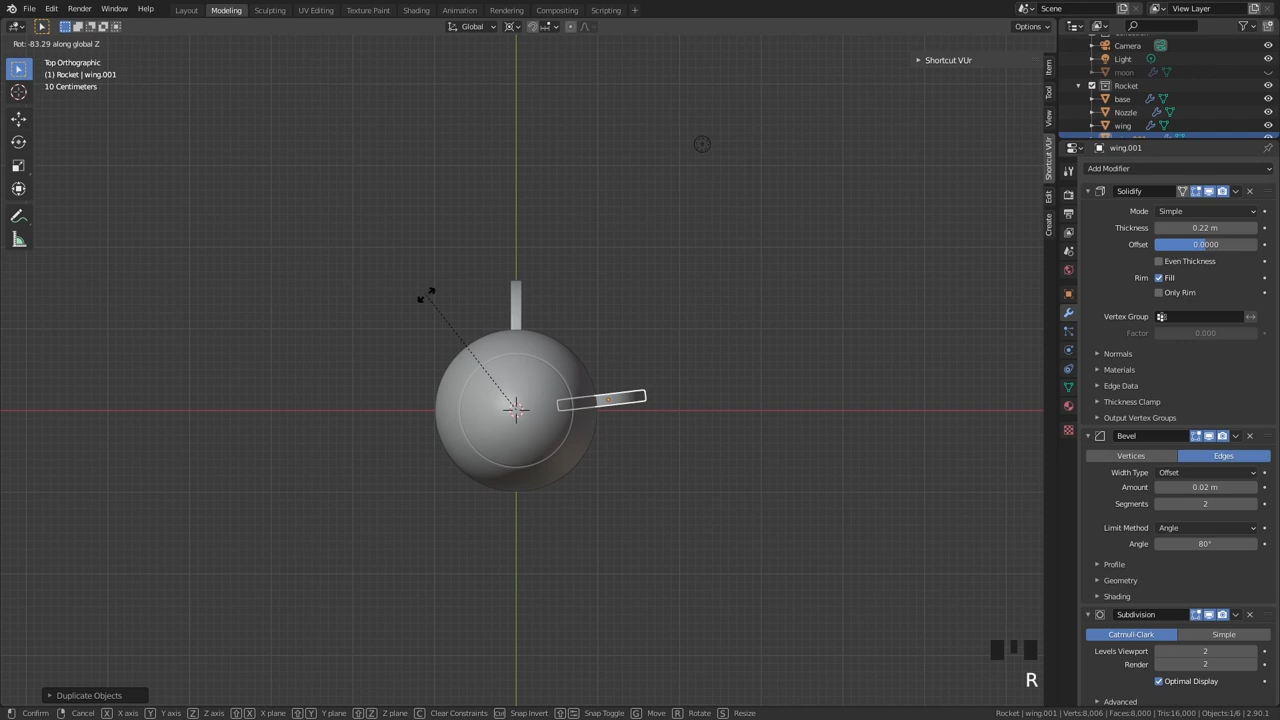 File Edit Render Window Help
Layout Modeling Sculpting UV Editing Texture Paint Shading Animation Rendering Compositing Scripting +
Scene View Layer
Global Options
Rot: -83.29 along global Z
Top Orthographic
(1) Rocket | wing.001
10 Centimeters
Shortcut VUr
Item
Tool
View
Shortcut VUr
Edit
Create
Camera
Light
moon
Rocket
base
Nozzle
wing
wing.001
Add Modifier
Solidify
Mode Simple
Thickness 0.22 m
Offset 0.0000
Even Thickness
Rim Fill
Only Rim
Vertex Group
Factor 0.000
Normals
Materials
Edge Data
Thickness Clamp
Output Vertex Groups
Bevel
Vertices Edges
Width Type Offset
Amount 0.02 m
Segments 2
Limit Method Angle
Angle 80°
Profile
Geometry
Shading
Subdivision
Catmull-Clark Simple
Levels Viewport 2
Render 2
Optimal Display
Advanced
R
Duplicate Objects
Confirm Cancel X X axis Y Y axis Z Z axis X X plane Y Y plane Z Z plane C Clear Constraints Snap Invert Snap Toggle G Move R Rotate S Resize
Rocket | wing.001 | Verts:8,006 | Faces:8,000 | Tris:16,000 | Objects:1/6 | 2.90.1